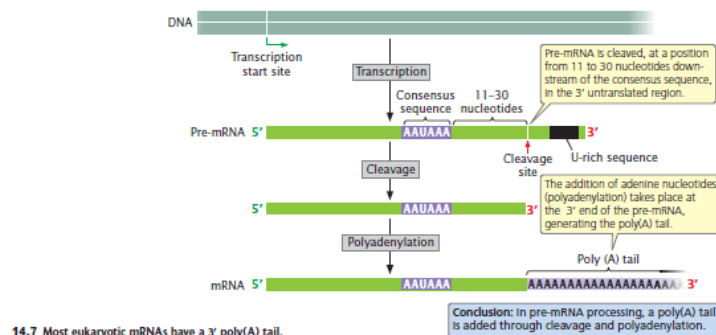 DNA
Transcription
start site
Transcription
Pre-mRNA is cleaved, at a position
from 11 to 30 nucleotides down-
stream of the consensus sequence,
in the 3' untranslated region.
Consensus
sequence
11–30
nucleotides
Pre-mRNA 5' AAUAAA 3'
Cleavage
site
U-rich sequence
Cleavage
The addition of adenine nucleotides
(polyadenylation) takes place at
the 3' end of the pre-mRNA,
generating the poly(A) tail.
5' AAUAAA 3'
Polyadenylation
Poly (A) tail
mRNA 5' AAUAAA AAAAAAAAAAAAAAAAAAAAAA 3'
Conclusion: In pre-mRNA processing, a poly(A) tail
is added through cleavage and polyadenylation.
14.7 Most eukaryotic mRNAs have a 3' poly(A) tail.